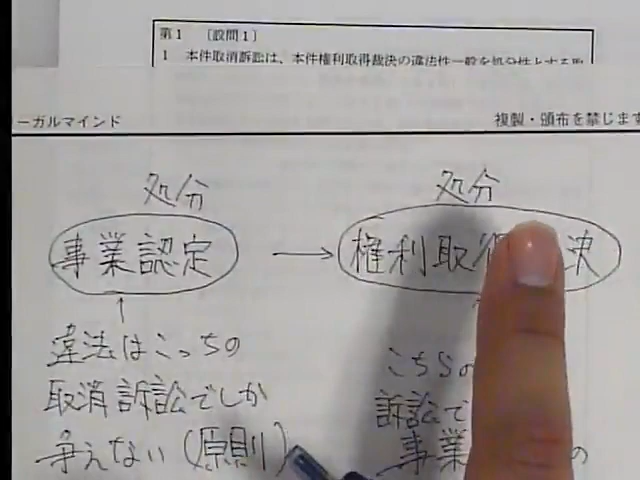 第1 〔設問1〕
1 本件取消訴訟は、本件権利取得裁決の違法性一般を
ーガルマインド
複製・頒布を禁じます
処分
処分
事業認定
→
権利取 決
違法はこっちの
取消訴訟でしか
争えない(原則)
こちらの
訴訟で
事業 の